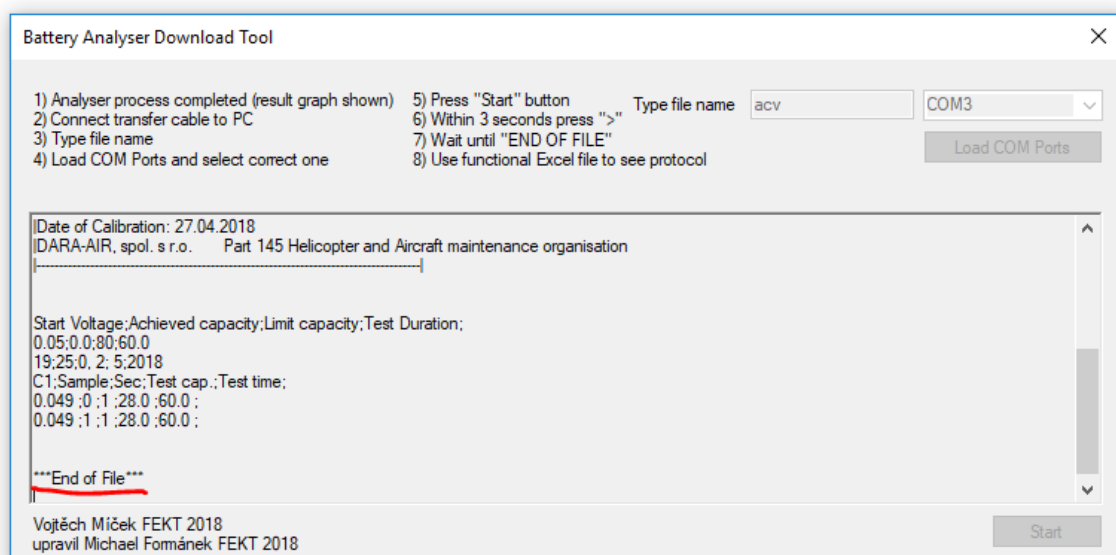 Battery Analyser Download Tool
1) Analyser process completed (result graph shown)
2) Connect transfer cable to PC
3) Type file name
4) Load COM Ports and select correct one
5) Press "Start" button
6) Within 3 seconds press ">"
7) Wait until "END OF FILE"
8) Use functional Excel file to see protocol
Type file name acv COM3
Load COM Ports
|Date of Calibration: 27.04.2018
|DARA-AIR, spol. s r.o. Part 145 Helicopter and Aircraft maintenance organisation
|------------------------------------------------------------------------------------|
Start Voltage;Achieved capacity;Limit capacity;Test Duration;
0.05;0.0;80;60.0
19;25;0, 2; 5;2018
C1;Sample;Sec;Test cap.;Test time;
0.049 ;0 ;1 ;28.0 ;60.0 ;
0.049 ;1 ;1 ;28.0 ;60.0 ;
***End of File***
Vojtěch Míček FEKT 2018
upravil Michael Formánek FEKT 2018
Start